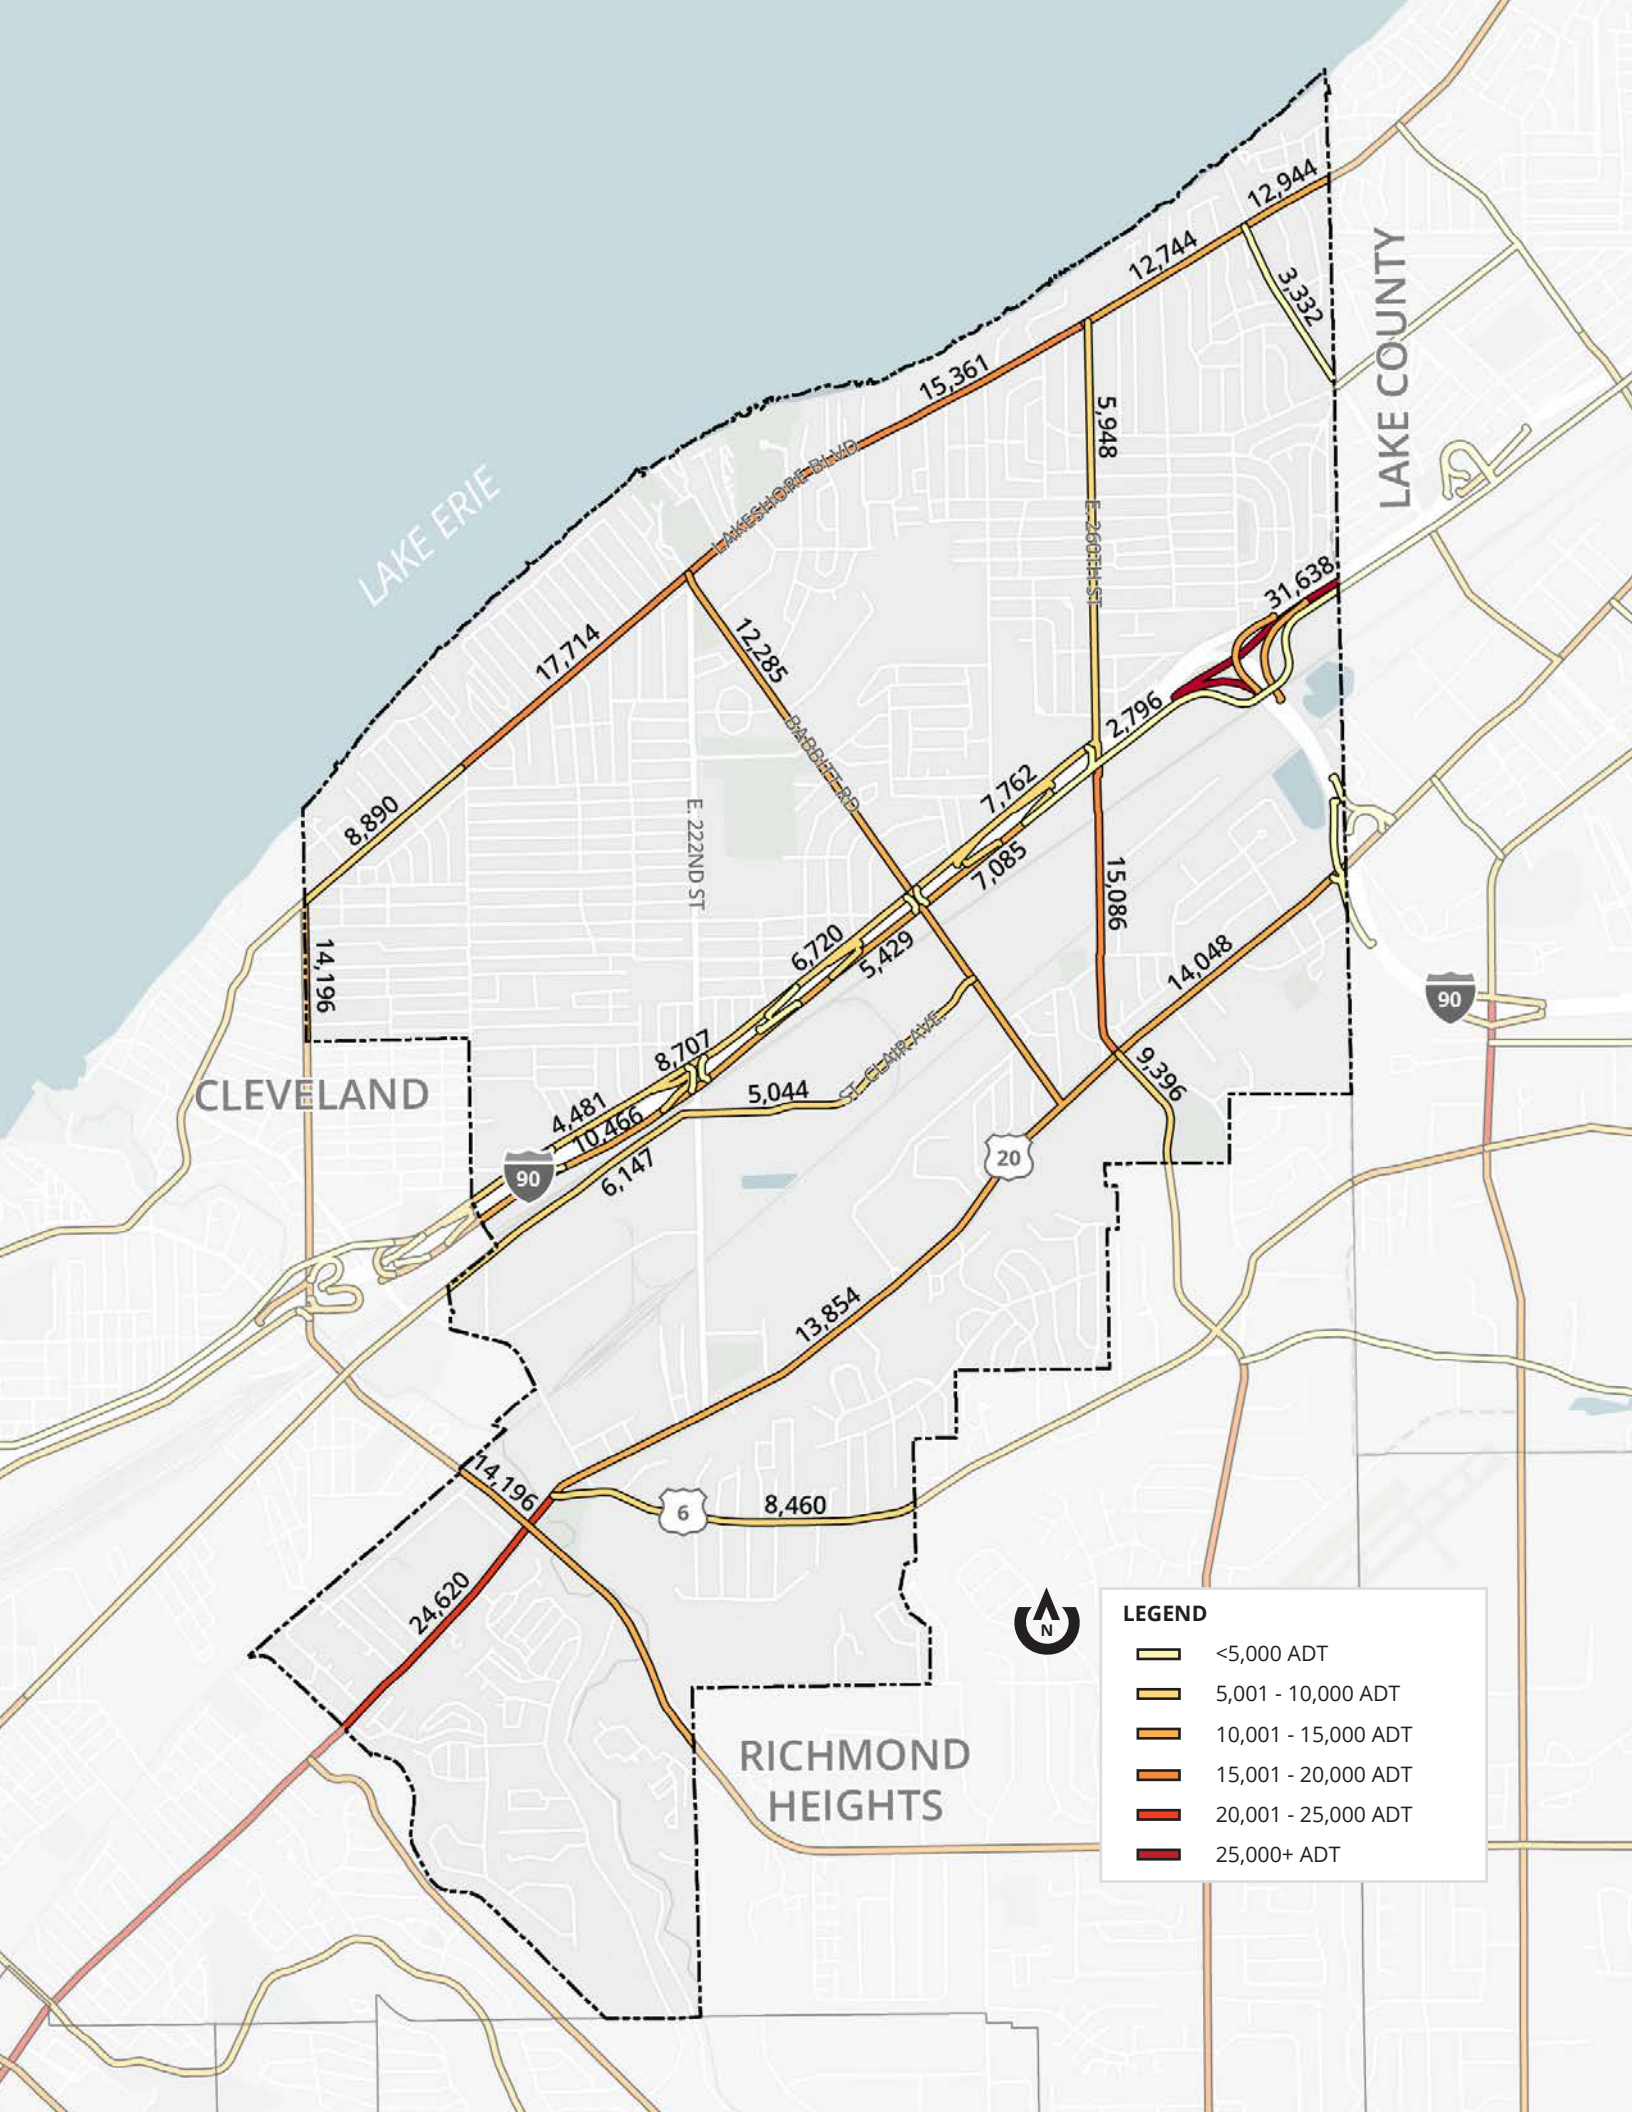 12,944
12,744
3,332
LAKE COUNTY
15,361
5,948
LAKESHORE BLVD
LAKE ERIE
E. 260TH ST
31,638
17,714
12,285
2,796
BABBITT RD
7,762
8,890
E. 222ND ST
7,085
15,086
6,720
5,429
14,196
14,048
90
ST. CLAIR AVE
8,707
9,396
CLEVELAND
5,044
4,481
10,466
20
90
6,147
13,854
14,196
8,460
6
24,620
N
LEGEND
<5,000 ADT
5,001 - 10,000 ADT
10,001 - 15,000 ADT
15,001 - 20,000 ADT
20,001 - 25,000 ADT
25,000+ ADT
RICHMOND
HEIGHTS